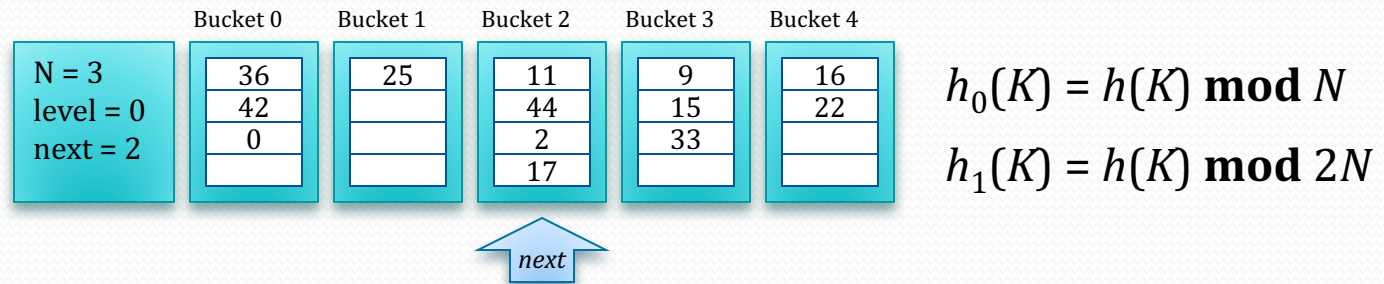 Bucket 0
Bucket 1
Bucket 2
Bucket 3
Bucket 4
N = 3
level = 0
next = 2
36
42
0
25
11
44
2
17
9
15
33
16
22
next
h₀(K) = h(K) mod N
h₁(K) = h(K) mod 2N